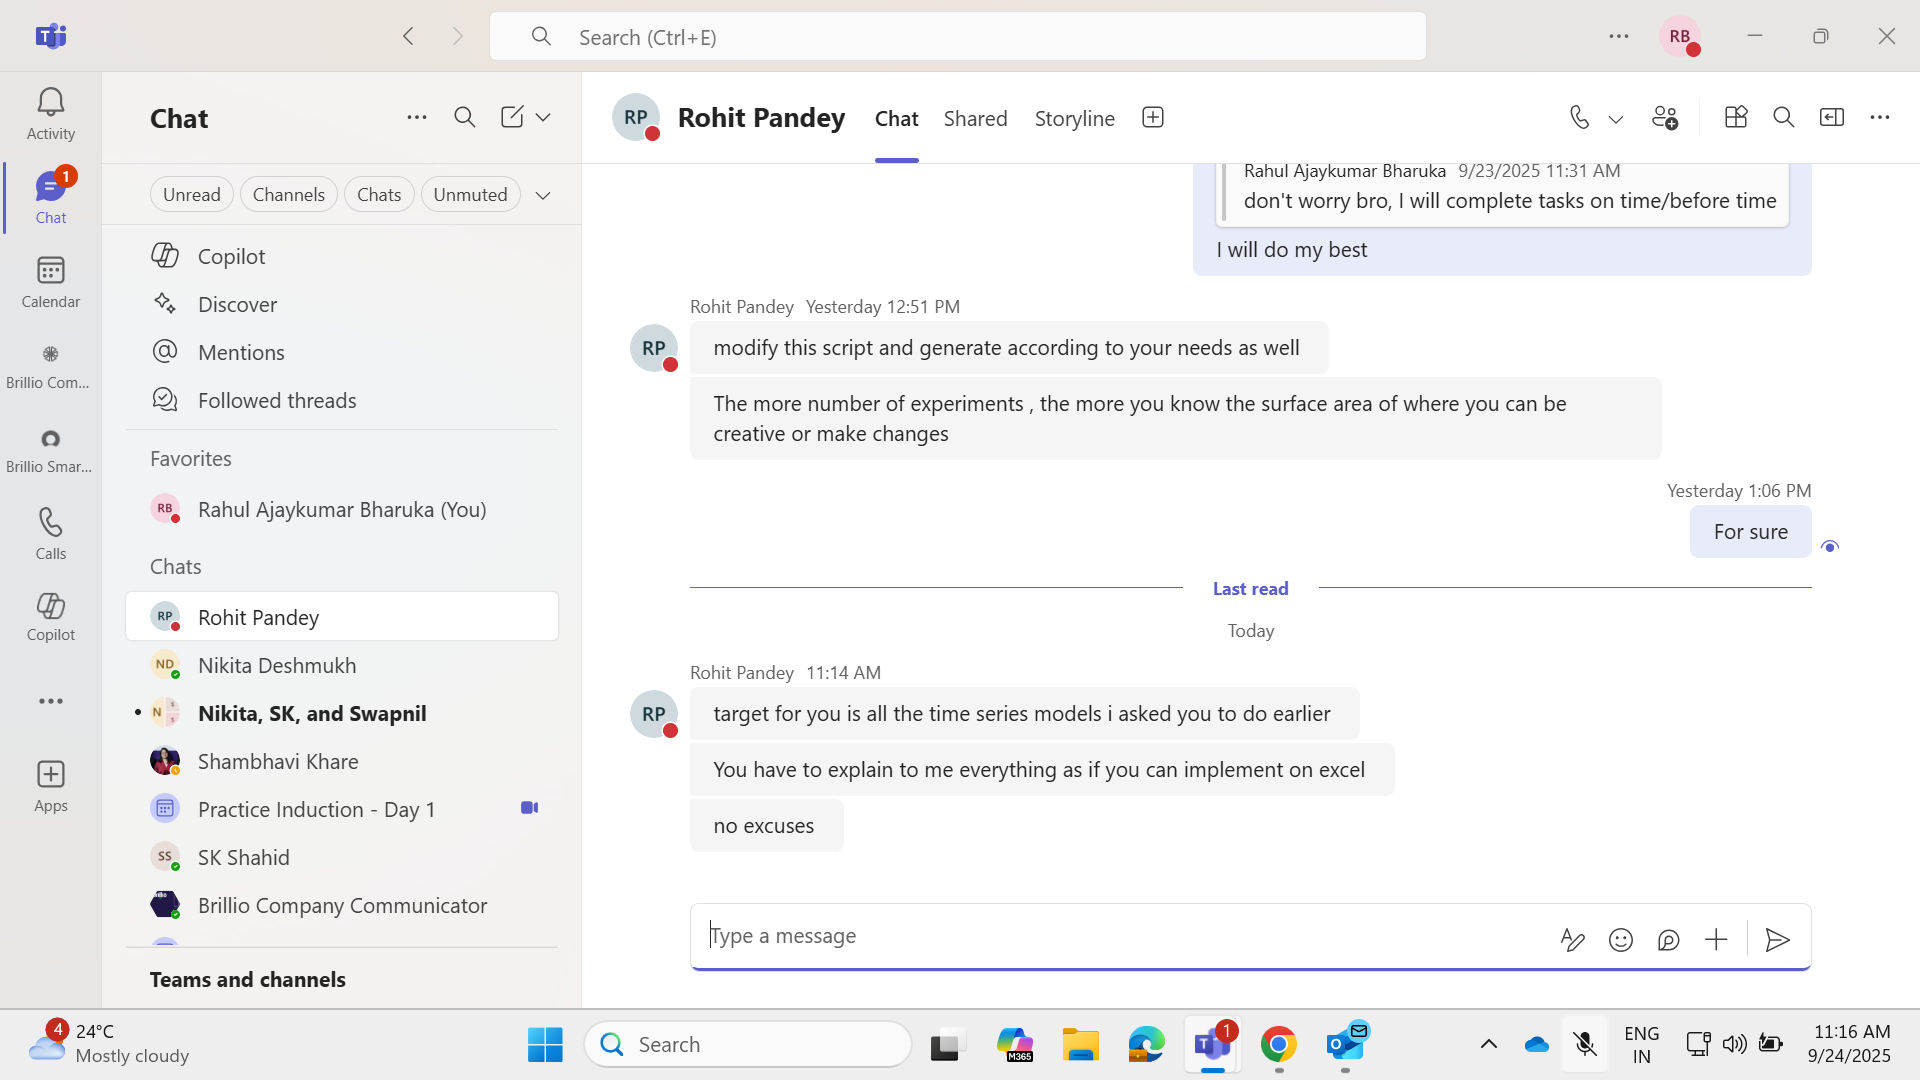 Search (Ctrl+E)
RB
Activity
1
Chat
Calendar
Brillio Com...
Brillio Smar...
Calls
Copilot
Apps
Chat
Unread
Channels
Chats
Unmuted
Copilot
Discover
Mentions
Followed threads
Favorites
RB
Rahul Ajaykumar Bharuka (You)
Chats
RP
Rohit Pandey
ND
Nikita Deshmukh
N S S
Nikita, SK, and Swapnil
Shambhavi Khare
Practice Induction - Day 1
SS
SK Shahid
Brillio Company Communicator
Teams and channels
RP
Rohit Pandey
Chat
Shared
Storyline
Rahul Ajaykumar Bharuka 9/23/2025 11:31 AM
don't worry bro, I will complete tasks on time/before time
I will do my best
Rohit Pandey Yesterday 12:51 PM
RP
modify this script and generate according to your needs as well
The more number of experiments , the more you know the surface area of where you can be
creative or make changes
Yesterday 1:06 PM
For sure
Last read
Today
Rohit Pandey 11:14 AM
RP
target for you is all the time series models i asked you to do earlier
You have to explain to me everything as if you can implement on excel
no excuses
Type a message
4
24°C
Mostly cloudy
Search
M365
T
1
O
ENG
IN
11:16 AM
9/24/2025